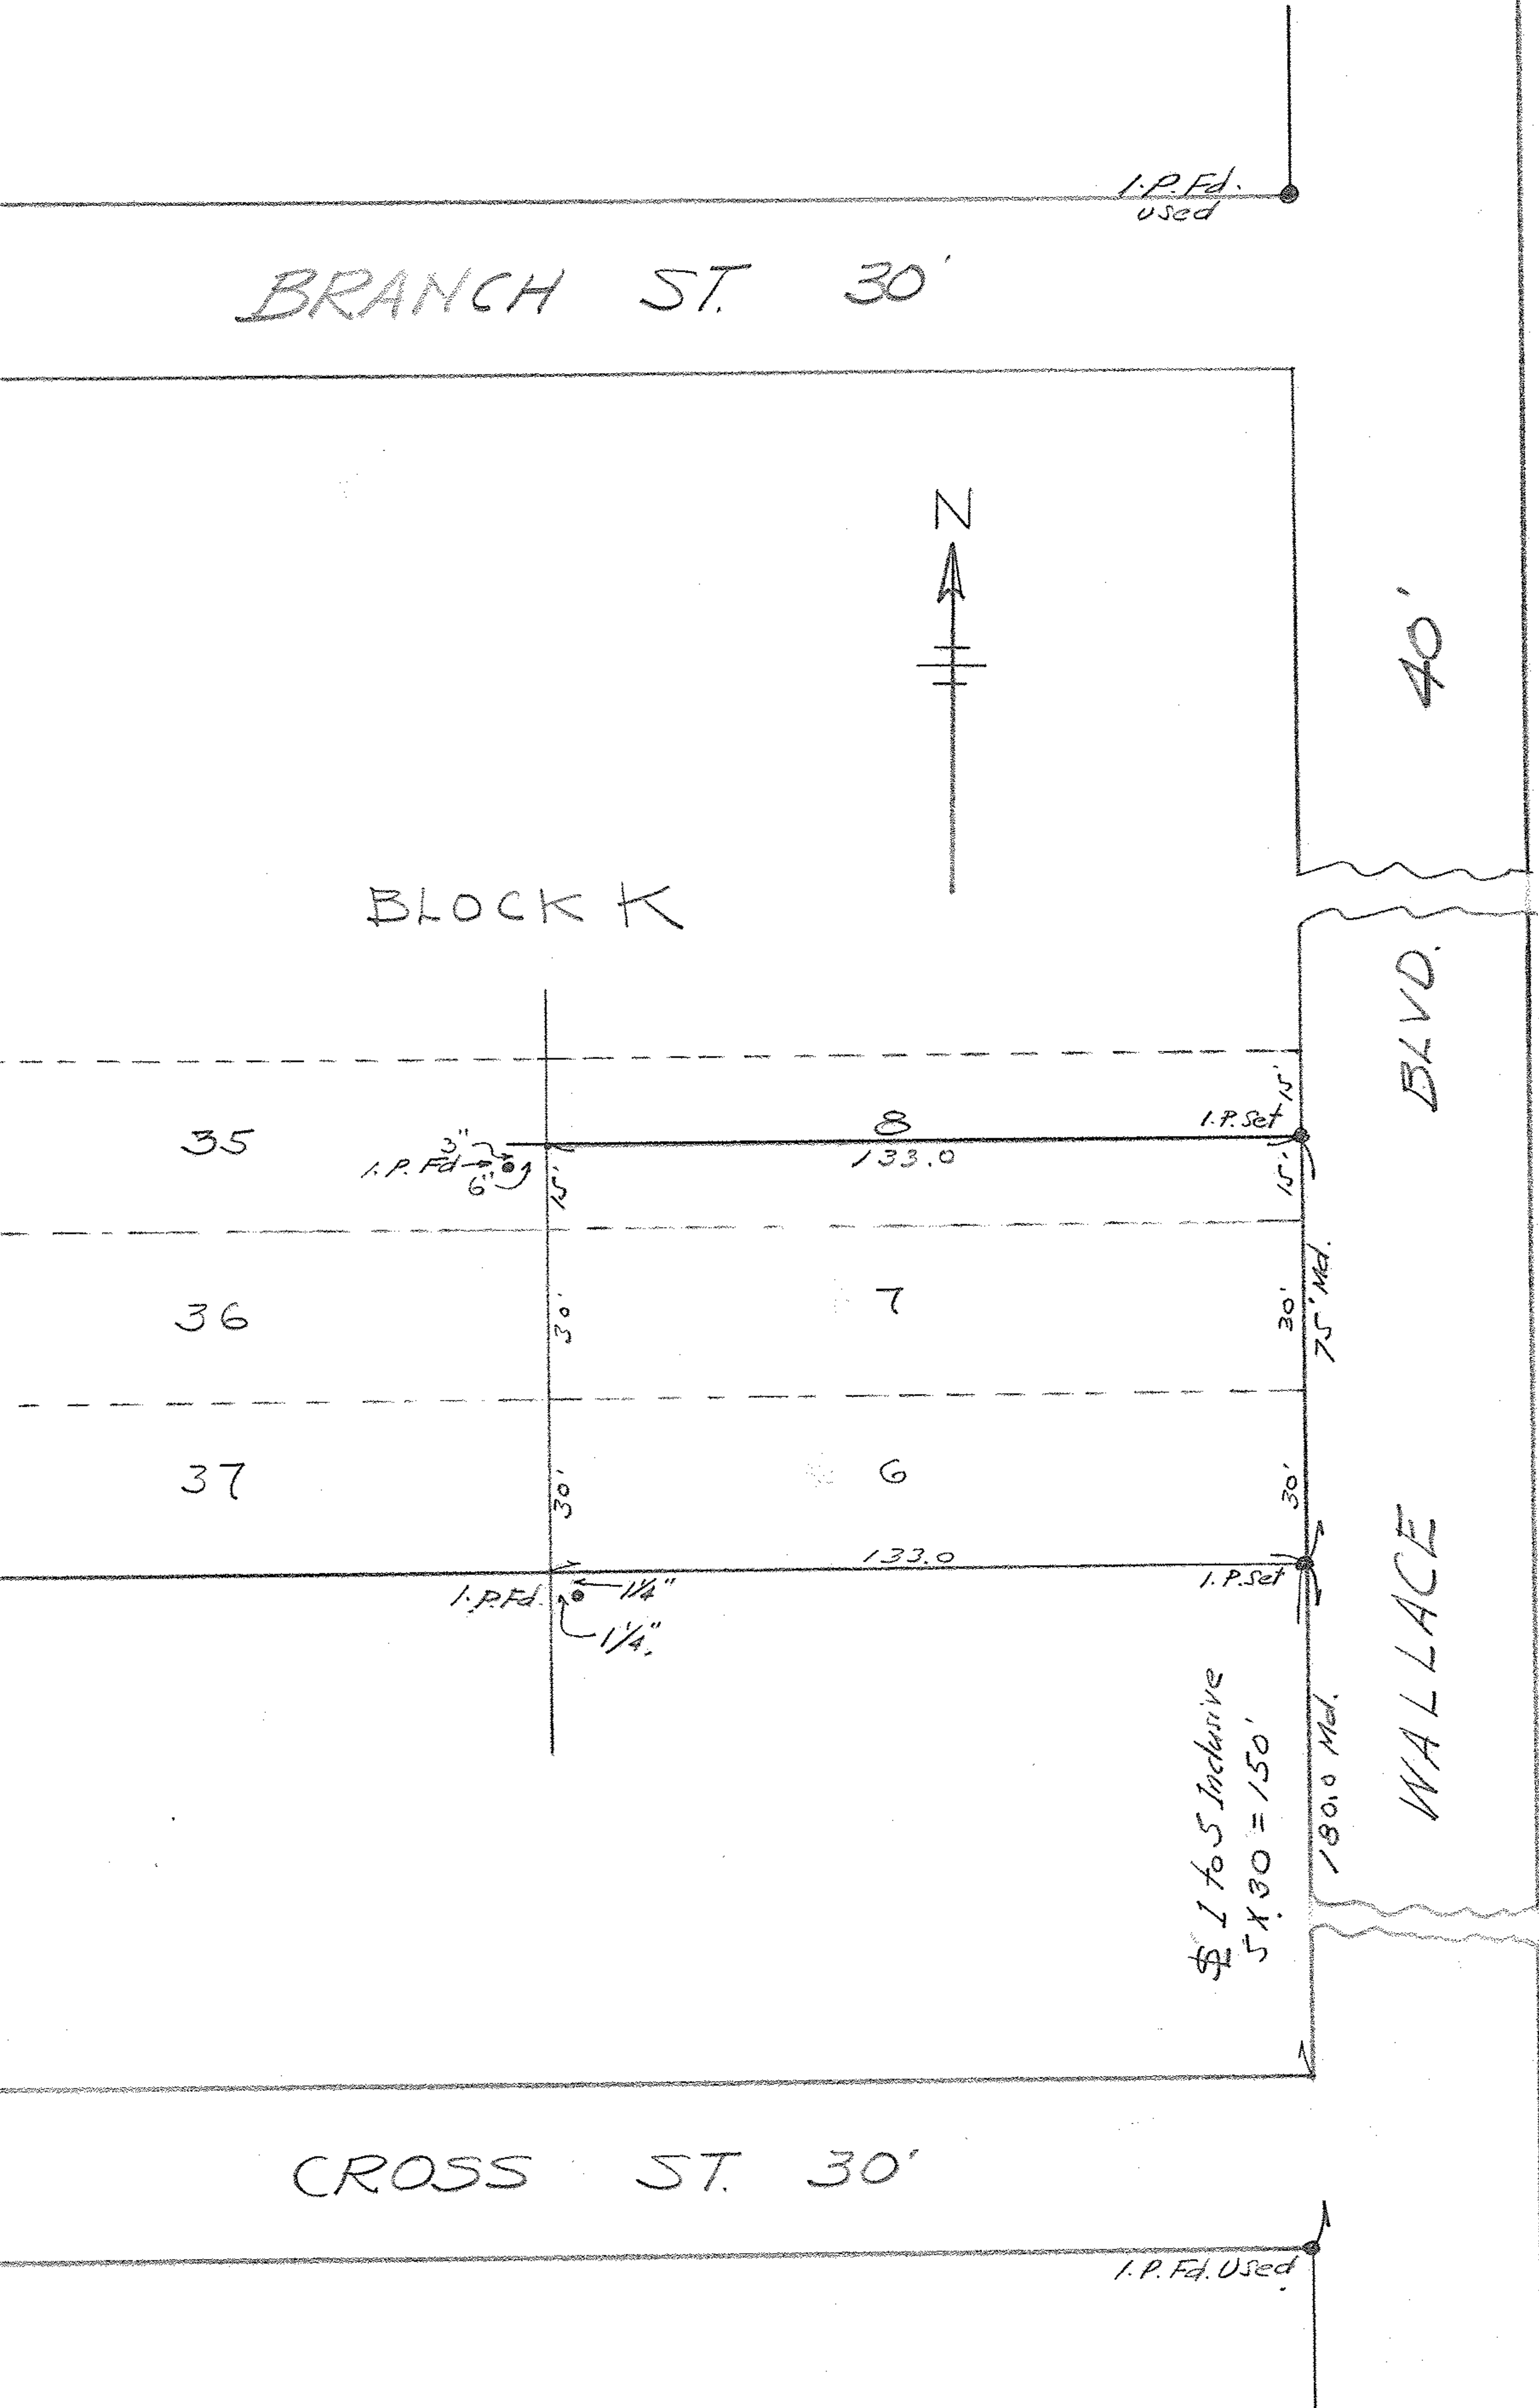 I.P. Fd.
used
BRANCH ST. 30'
N
40'
BLOCK K
BLVD.
15'
35
8
I.P. Set
3"
I.P. Fd
6"
133.0
15'
15'
36
7
30'
30'
75' Md.
37
6
30'
30'
133.0
I.P. Fd.
1 1/4"
1 1/4"
I.P. Set
WALLACE
1 to 5 Inclusive
5 X 30 = 150'
180.0 Md.
CROSS ST. 30'
I.P. Fd. Used